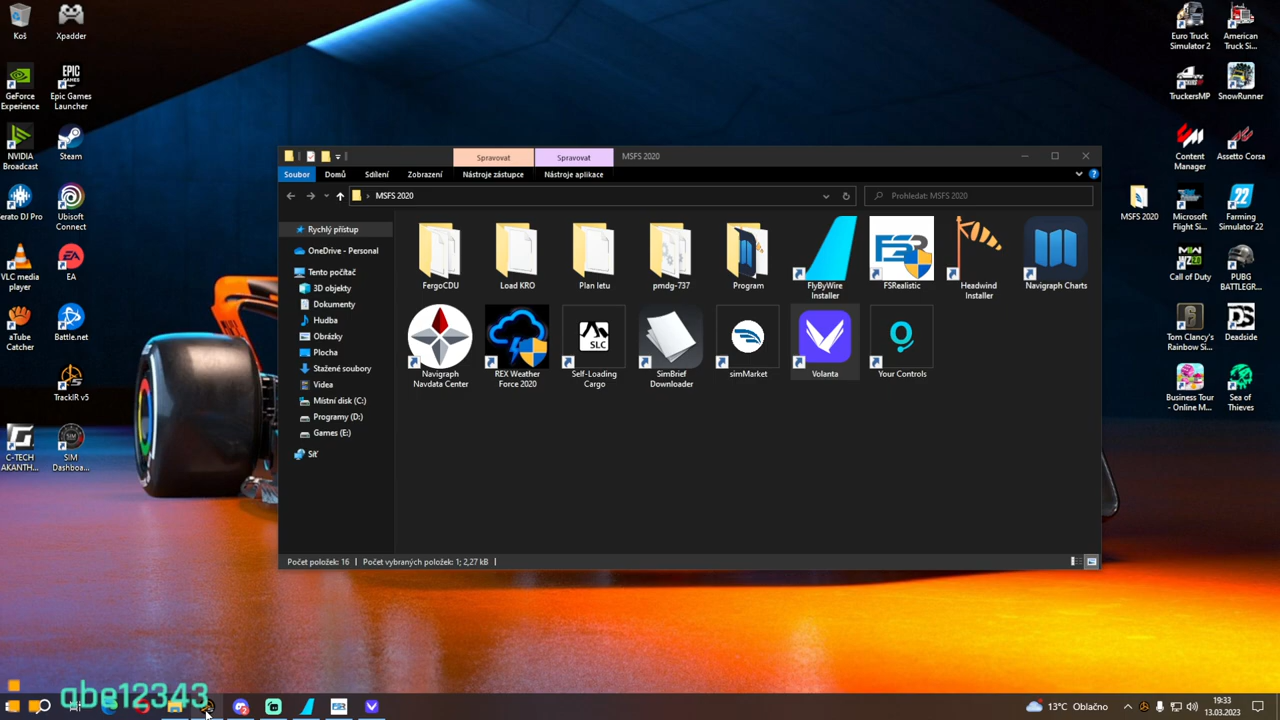 Koš
Xpadder
GeForce
Experience
Epic Games
Launcher
NVIDIA
Broadcast
Steam
Serato DJ Pro
Ubisoft
Connect
VLC media
player
EA
aTube
Catcher
Battle.net
TrackIR v5
C-TECH
AKANTH...
SIM
Dashboa...
Spravovat
Spravovat
MSFS 2020
Soubor
Domů
Sdílení
Zobrazení
Nástroje zástupce
Nástroje aplikace
MSFS 2020
Prohledat: MSFS 2020
Rychlý přístup
OneDrive - Personal
Tento počítač
3D objekty
Dokumenty
Hudba
Obrázky
Plocha
Stažené soubory
Videa
Místní disk (C:)
Programy (D:)
Games (E:)
Síť
FergoCDU
Load KRO
Plan letu
pmdg-737
Program
FlyByWire
Installer
FSRealistic
Headwind
Installer
Navigraph Charts
Navigraph
Navdata Center
REX Weather
Force 2020
SLC
Self-Loading
Cargo
SimBrief
Downloader
simMarket
Volanta
Your Controls
Počet položek: 16
Počet vybraných položek: 1; 2,27 kB
Euro Truck
Simulator 2
American
Truck Si...
TruckersMP
SnowRunner
Content
Manager
Assetto Corsa
MSFS 2020
Microsoft
Flight Si...
22
Farming
Simulator 22
Call of Duty
PUBG
BATTLEGR...
Tom Clancy's
Rainbow Si...
Deadside
Business Tour
- Online M...
Sea of
Thieves
qbe12343
13°C Oblačno
19:33
13.03.2023